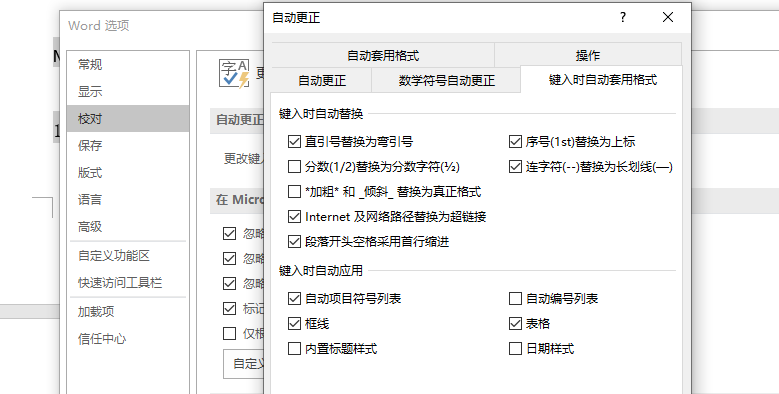 Word 选项
自动更正
?
常规
显示
校对
保存
版式
语言
高级
自定义功能区
快速访问工具栏
加载项
信任中心
字A
更
自动更正
更改键入
在 Micro
忽略
忽略
忽略
标记
仅根
自定义
自动套用格式 操作
自动更正 数学符号自动更正 键入时自动套用格式
键入时自动替换
直引号替换为弯引号 序号(1st)替换为上标
分数(1/2)替换为分数字符(½) 连字符(--)替换为长划线(—)
*加粗* 和 _倾斜_ 替换为真正格式
Internet 及网络路径替换为超链接
段落开头空格采用首行缩进
键入时自动应用
自动项目符号列表 自动编号列表
框线 表格
内置标题样式 日期样式